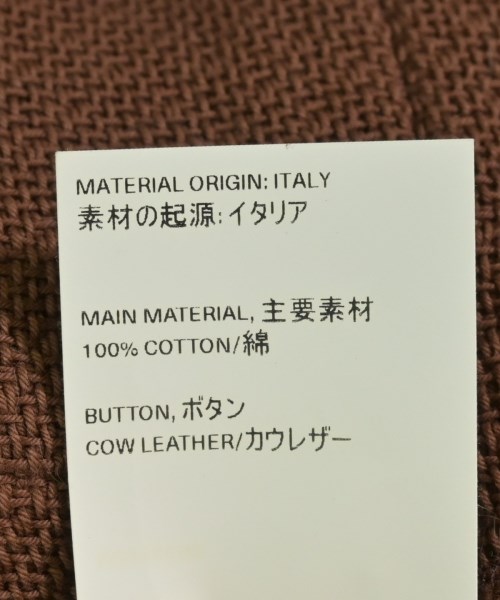 MATERIAL ORIGIN: ITALY
素材の起源: イタリア
MAIN MATERIAL, 主要素材
100% COTTON/綿
BUTTON, ボタン
COW LEATHER/カウレザー